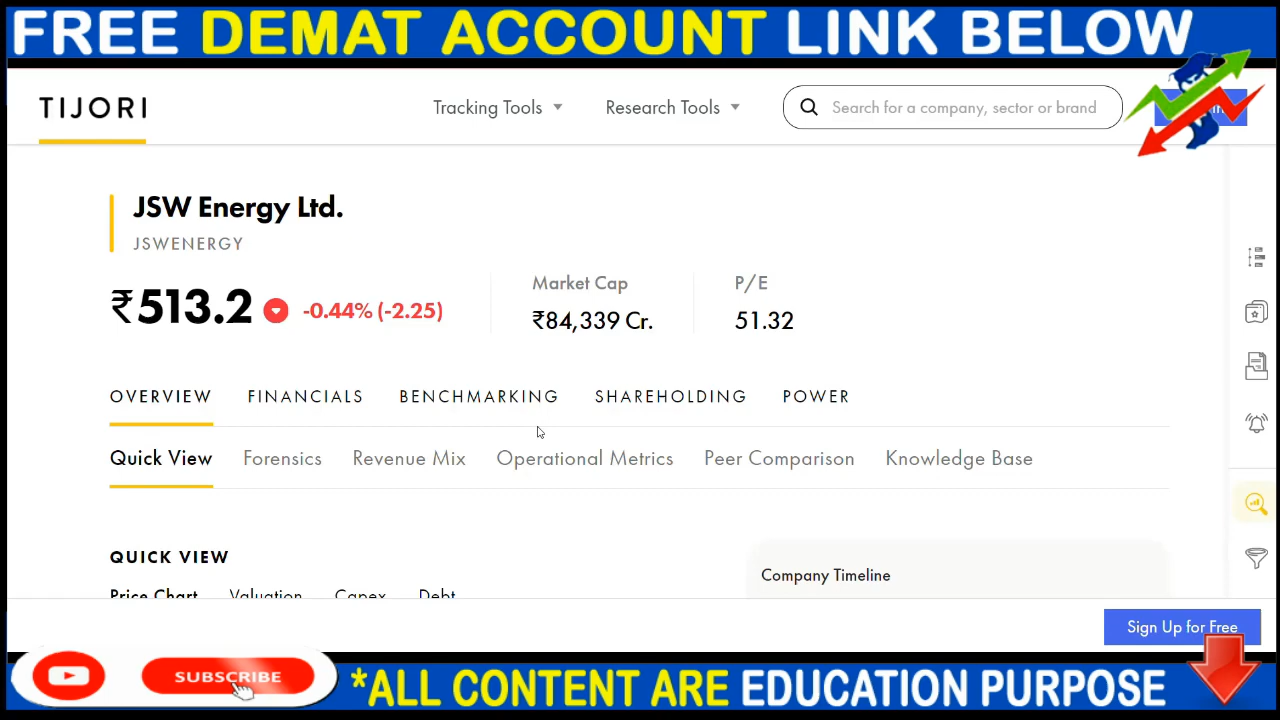 FREE DEMAT ACCOUNT LINK BELOW
TIJORI
Tracking Tools
Research Tools
Search for a company, sector or brand
JSW Energy Ltd.
JSWENERGY
₹513.2
-0.44% (-2.25)
Market Cap
₹84,339 Cr.
P/E
51.32
OVERVIEW FINANCIALS BENCHMARKING SHAREHOLDING POWER
Quick View Forensics Revenue Mix Operational Metrics Peer Comparison Knowledge Base
QUICK VIEW
Company Timeline
Price Chart Valuation Capex Debt
Sign Up for Free
SUBSCRIBE
*ALL CONTENT ARE EDUCATION PURPOSE